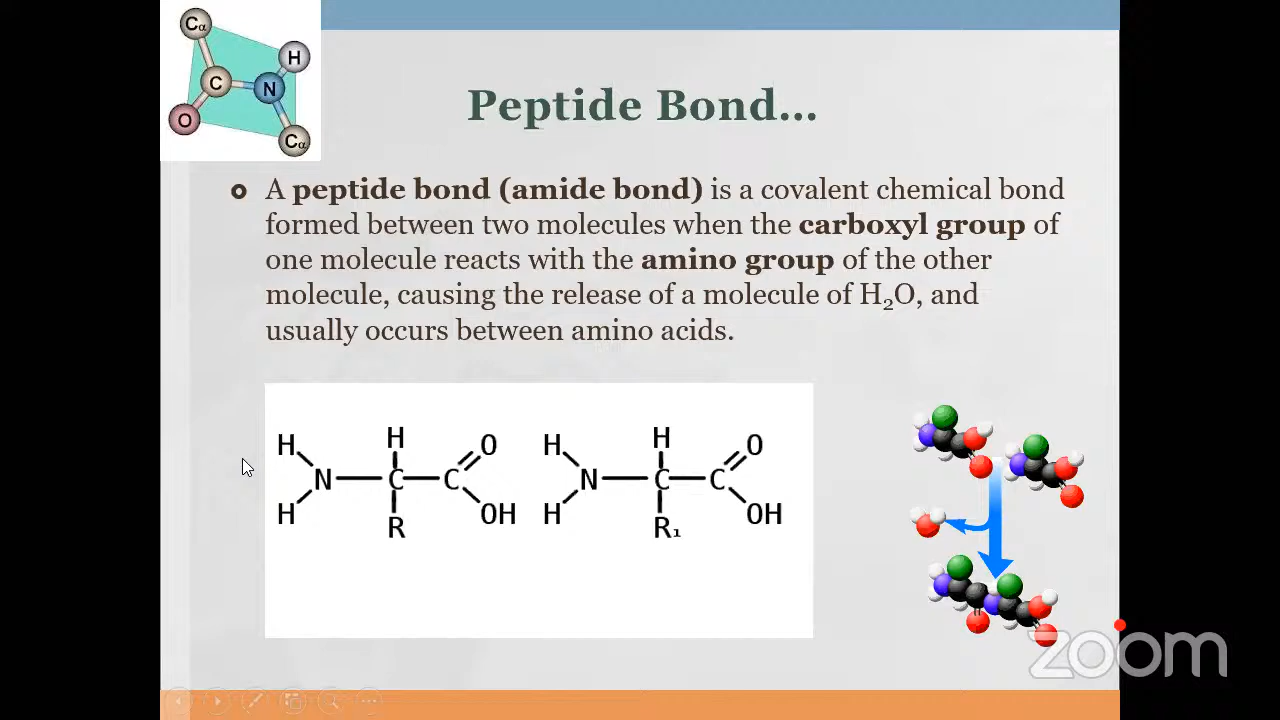 Cα
H
C
N
O
Cα
Peptide Bond...
A peptide bond (amide bond) is a covalent chemical bond
formed between two molecules when the carboxyl group of
one molecule reacts with the amino group of the other
molecule, causing the release of a molecule of H₂O, and
usually occurs between amino acids.
H H O H H O
N C C N C C
H R OH H R₁ OH
zoom